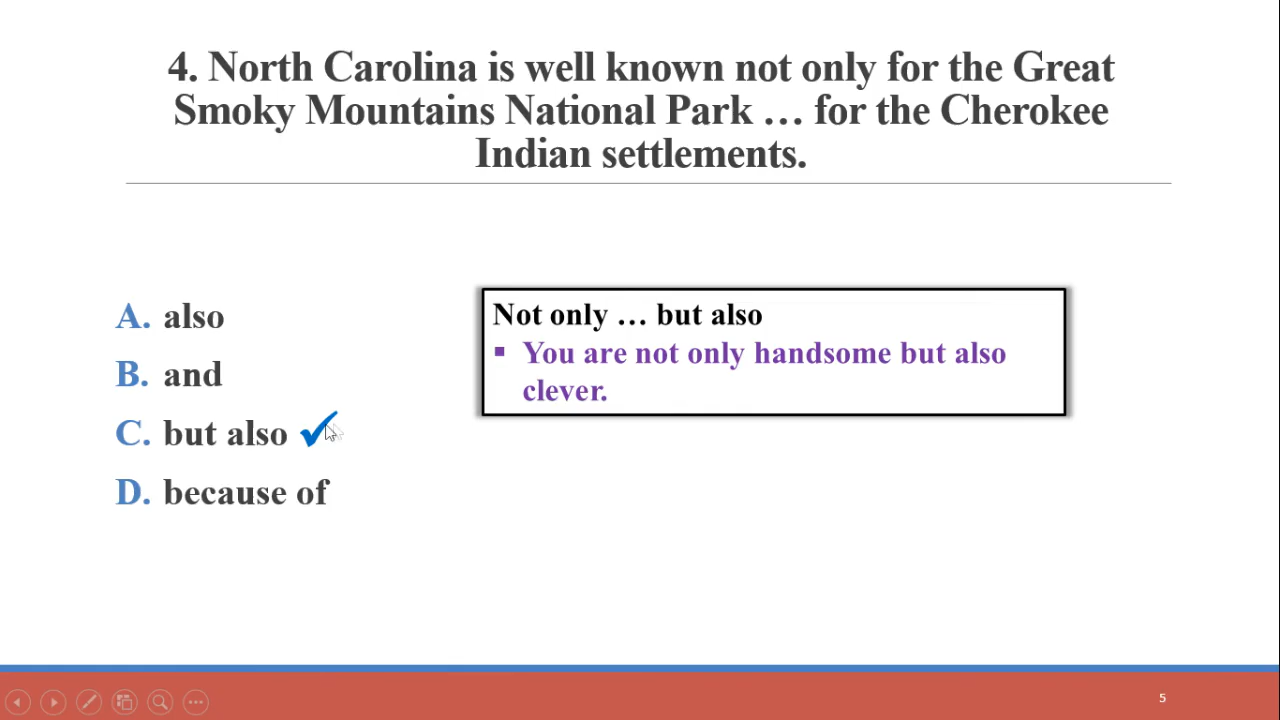 4. North Carolina is well known not only for the Great
Smoky Mountains National Park … for the Cherokee
Indian settlements.
A. also
B. and
C. but also
D. because of
Not only … but also
▪ You are not only handsome but also
clever.
5